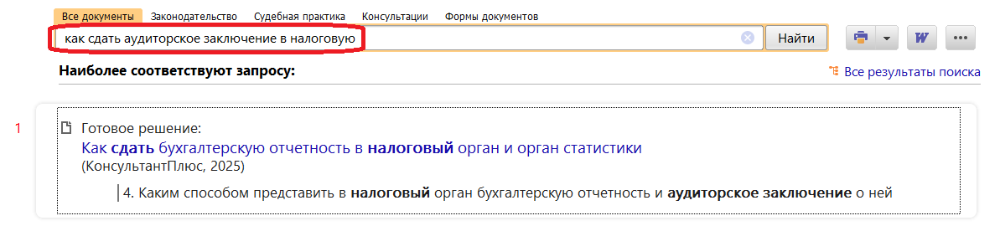 Все документы Законодательство Судебная практика Консультации Формы документов
как сдать аудиторское заключение в налоговую Найти W
Наиболее соответствуют запросу: Все результаты поиска
1 Готовое решение:
Как сдать бухгалтерскую отчетность в налоговый орган и орган статистики
(КонсультантПлюс, 2025)
4. Каким способом представить в налоговый орган бухгалтерскую отчетность и аудиторское заключение о ней